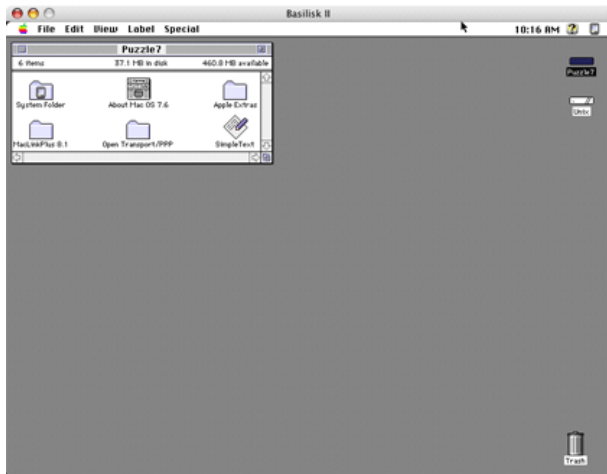 Basilisk II
File Edit View Label Special 10:16 AM
Puzzle7
6 items 37.1 MB in disk 460.8 MB available
System Folder About Mac OS 7.6 Apple Extras
MacLinkPlus 8.1 Open Transport/PPP SimpleText
Puzzle7
Unix
Trash